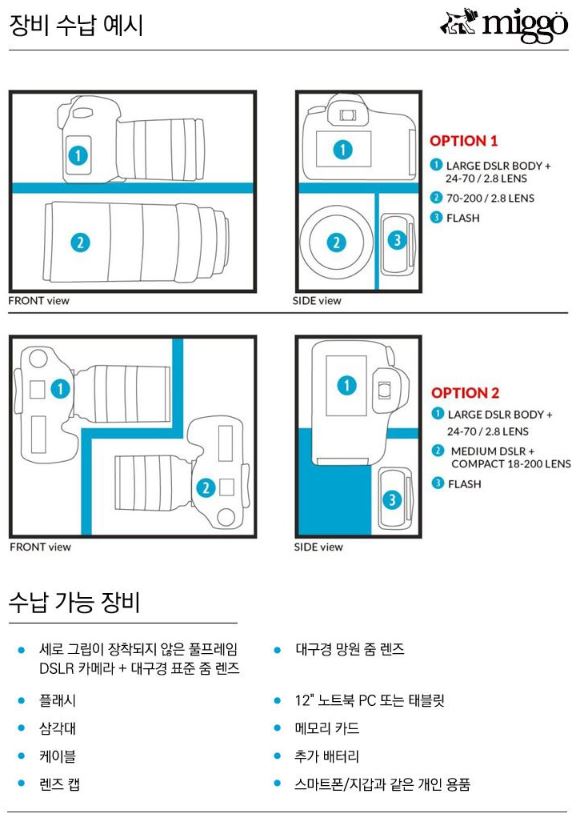 장비 수납 예시
miggö
1
2
FRONT view
1
2
3
SIDE view
OPTION 1
1 LARGE DSLR BODY +
24-70 / 2.8 LENS
2 70-200 / 2.8 LENS
3 FLASH
1
2
FRONT view
1
3
SIDE view
OPTION 2
1 LARGE DSLR BODY +
24-70 / 2.8 LENS
2 MEDIUM DSLR +
COMPACT 18-200 LENS
3 FLASH
수납 가능 장비
• 세로 그립이 장착되지 않은 풀프레임
DSLR 카메라 + 대구경 표준 줌 렌즈
• 플래시
• 삼각대
• 케이블
• 렌즈 캡
• 대구경 망원 줌 렌즈
• 12" 노트북 PC 또는 태블릿
• 메모리 카드
• 추가 배터리
• 스마트폰/지갑과 같은 개인 용품